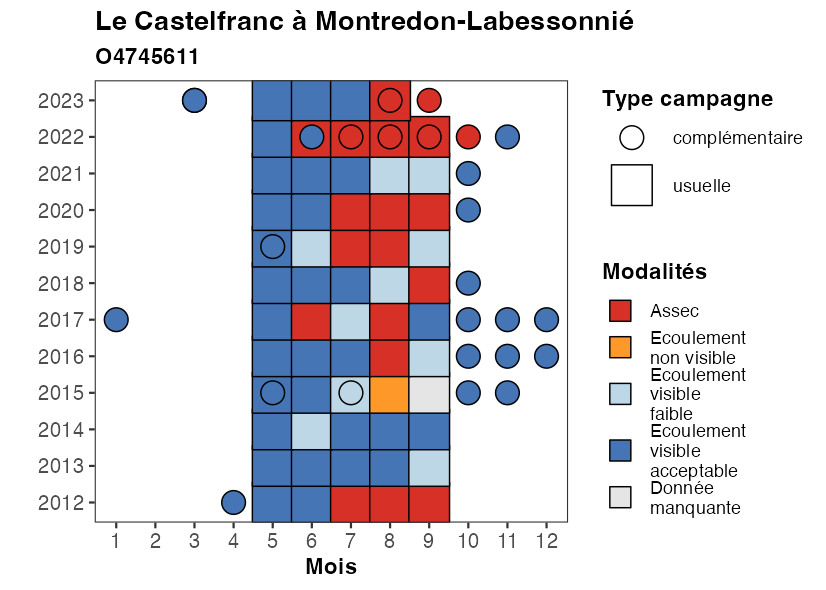 Le Castelfranc à Montredon-Labessonnié
O4745611
2023
2022
2021
2020
2019
2018
2017
2016
2015
2014
2013
2012
1 2 3 4 5 6 7 8 9 10 11 12
Mois
Type campagne
complémentaire
usuelle
Modalités
Assec
Ecoulement
non visible
Ecoulement
visible
faible
Ecoulement
visible
acceptable
Donnée
manquante